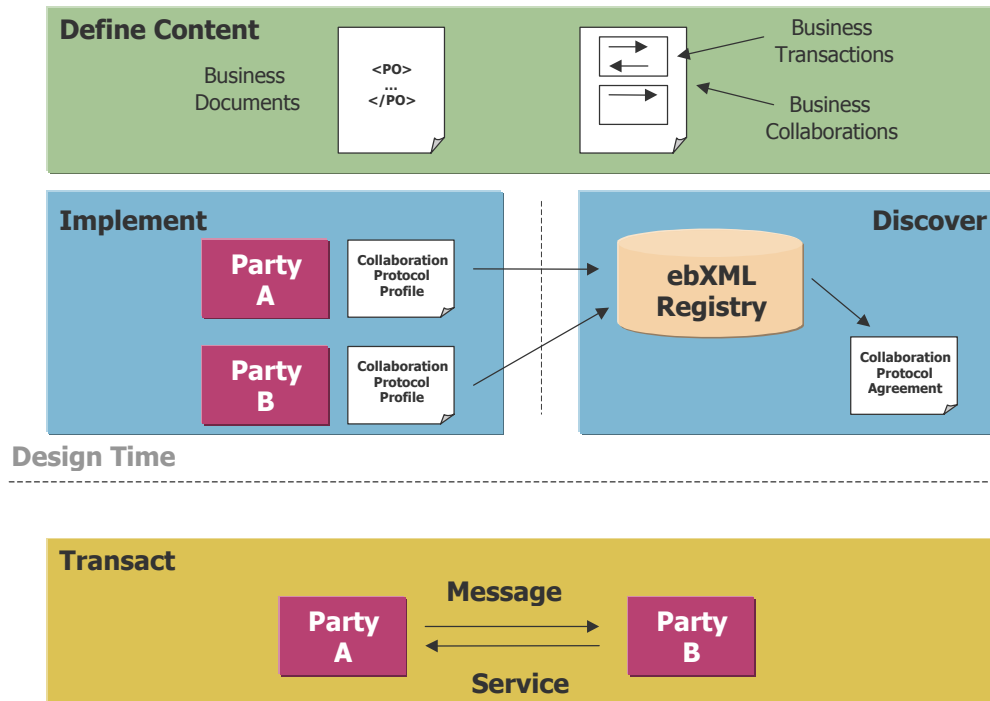 Define Content
Business
Documents
<PO>
...
</PO>
Business
Transactions
Business
Collaborations
Implement
Party
A
Collaboration
Protocol
Profile
Party
B
Collaboration
Protocol
Profile
Discover
ebXML
Registry
Collaboration
Protocol
Agreement
Design Time
Transact
Message
Party
A
Party
B
Service